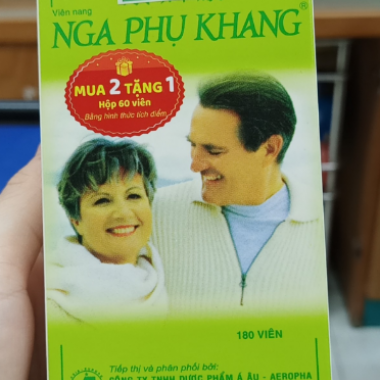 Viên nang
NGA PHỤ KHANG®
MUA 2 TẶNG 1
Hộp 60 viên
Bằng hình thức tích điểm
180 VIÊN
Tiếp thị và phân phối bởi:
CÔNG TY TNHH DƯỢC PHẨM Á ÂU - AEROPHA